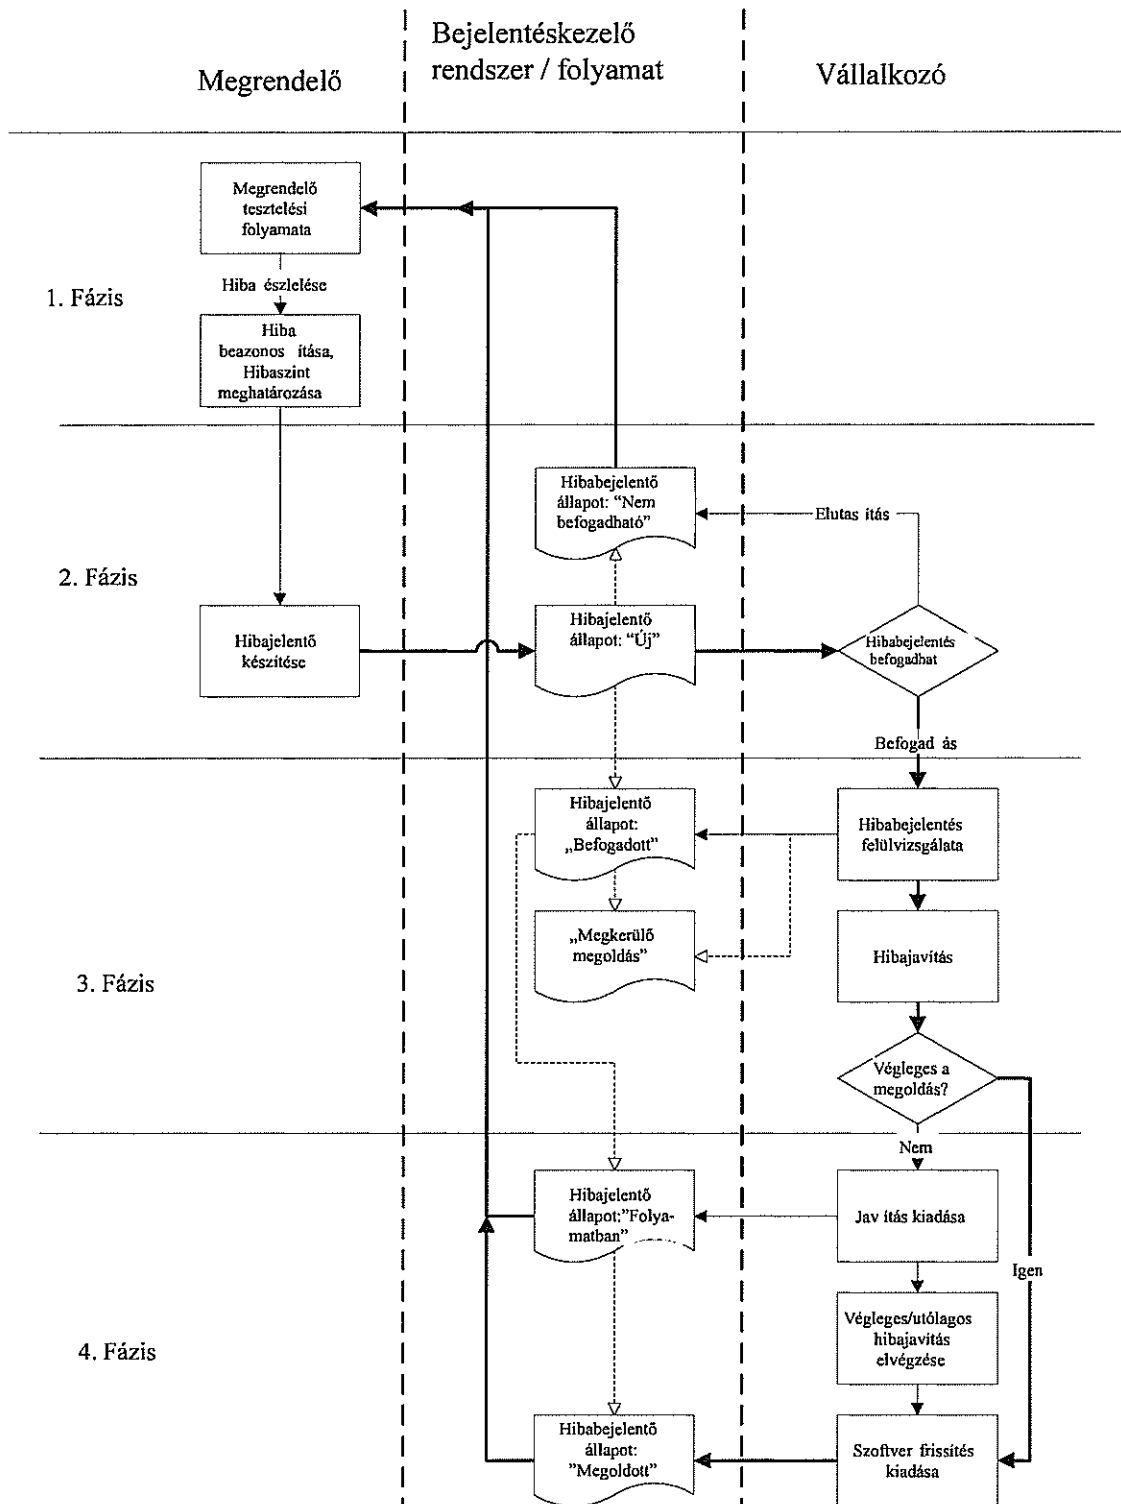 Megrendelő
Bejelentéskezelő
rendszer / folyamat
Vállalkozó
1. Fázis
Megrendelő
tesztelési
folyamata
Hiba észlelése
Hiba
beazonos ítása,
Hibaszint
meghatározása
2. Fázis
Hibabejelentő
állapot: “Nem
befogadható”
Elutas ítás
Hibajelentő
készítése
Hibajelentő
állapot: “Új”
Hibabejelentés
befogadhat
Befogad ás
3. Fázis
Hibajelentő
állapot:
„Befogadott”
Hibabejelentés
felülvizsgálata
„Megkerülő
megoldás”
Hibajavítás
Végleges a
megoldás?
Nem
Igen
4. Fázis
Hibajelentő
állapot:”Folya-
matban”
Jav ítás kiadása
Végleges/utólagos
hibajavítás
elvégzése
Hibabejelentő
állapot:
”Megoldott”
Szoftver frissítés
kiadása